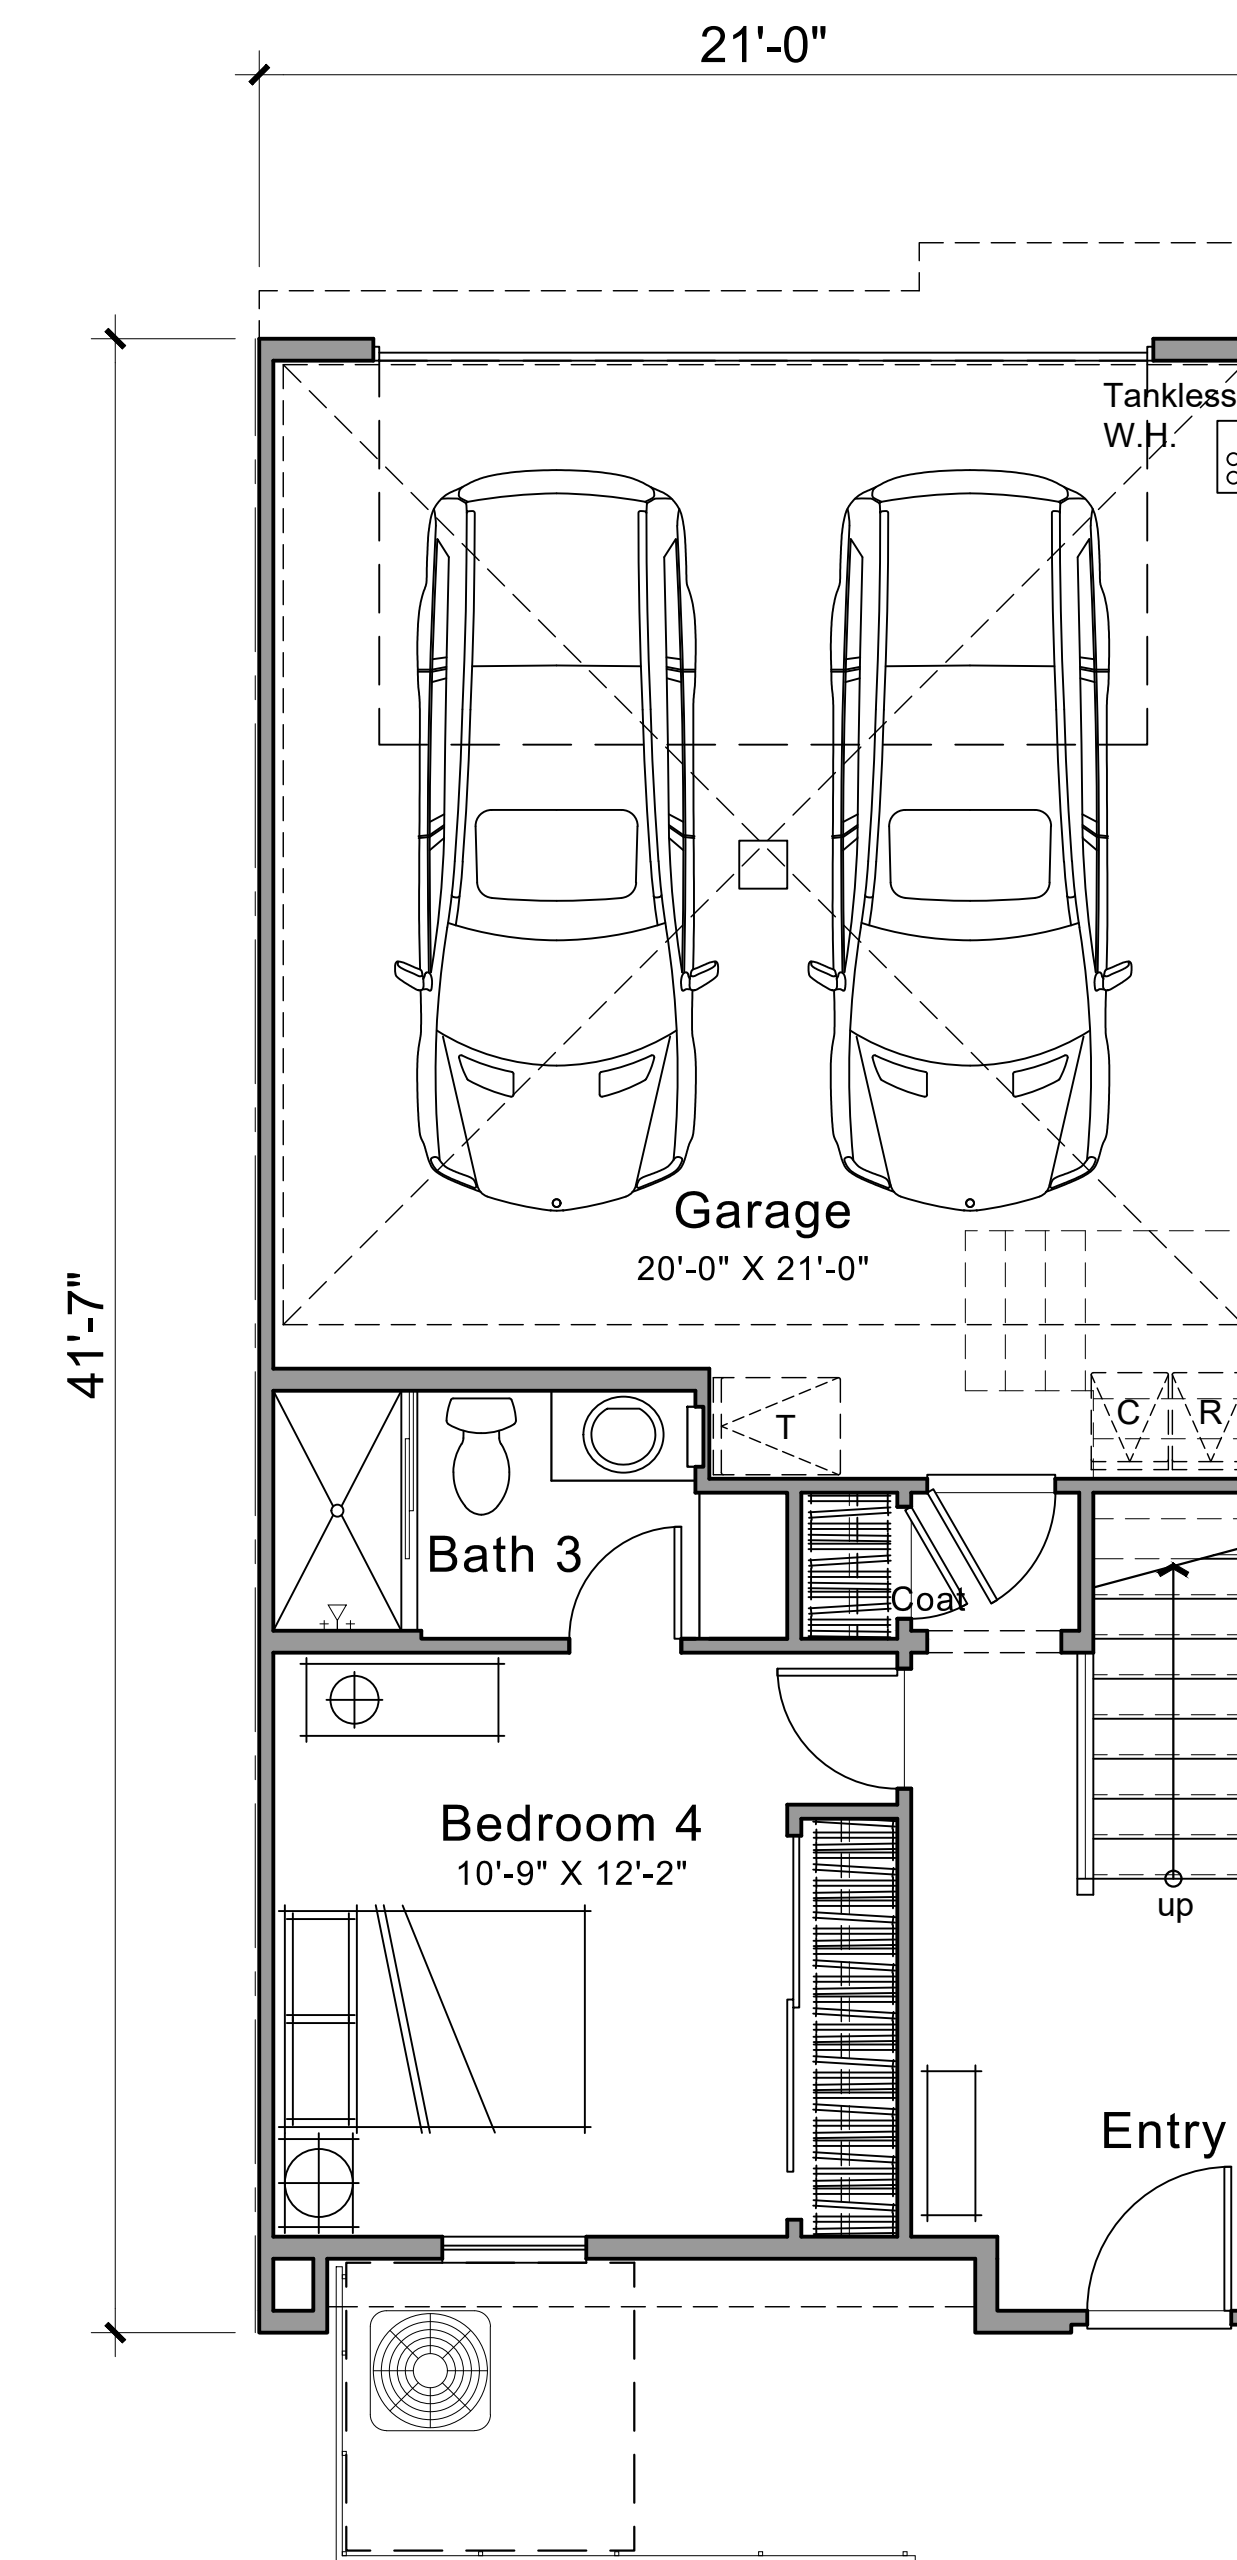 21'-0"
Tankless
W.H.
Garage
20'-0" X 21'-0"
41'-7"
T
C
R
Bath 3
Coat
Bedroom 4
10'-9" X 12'-2"
up
Entry